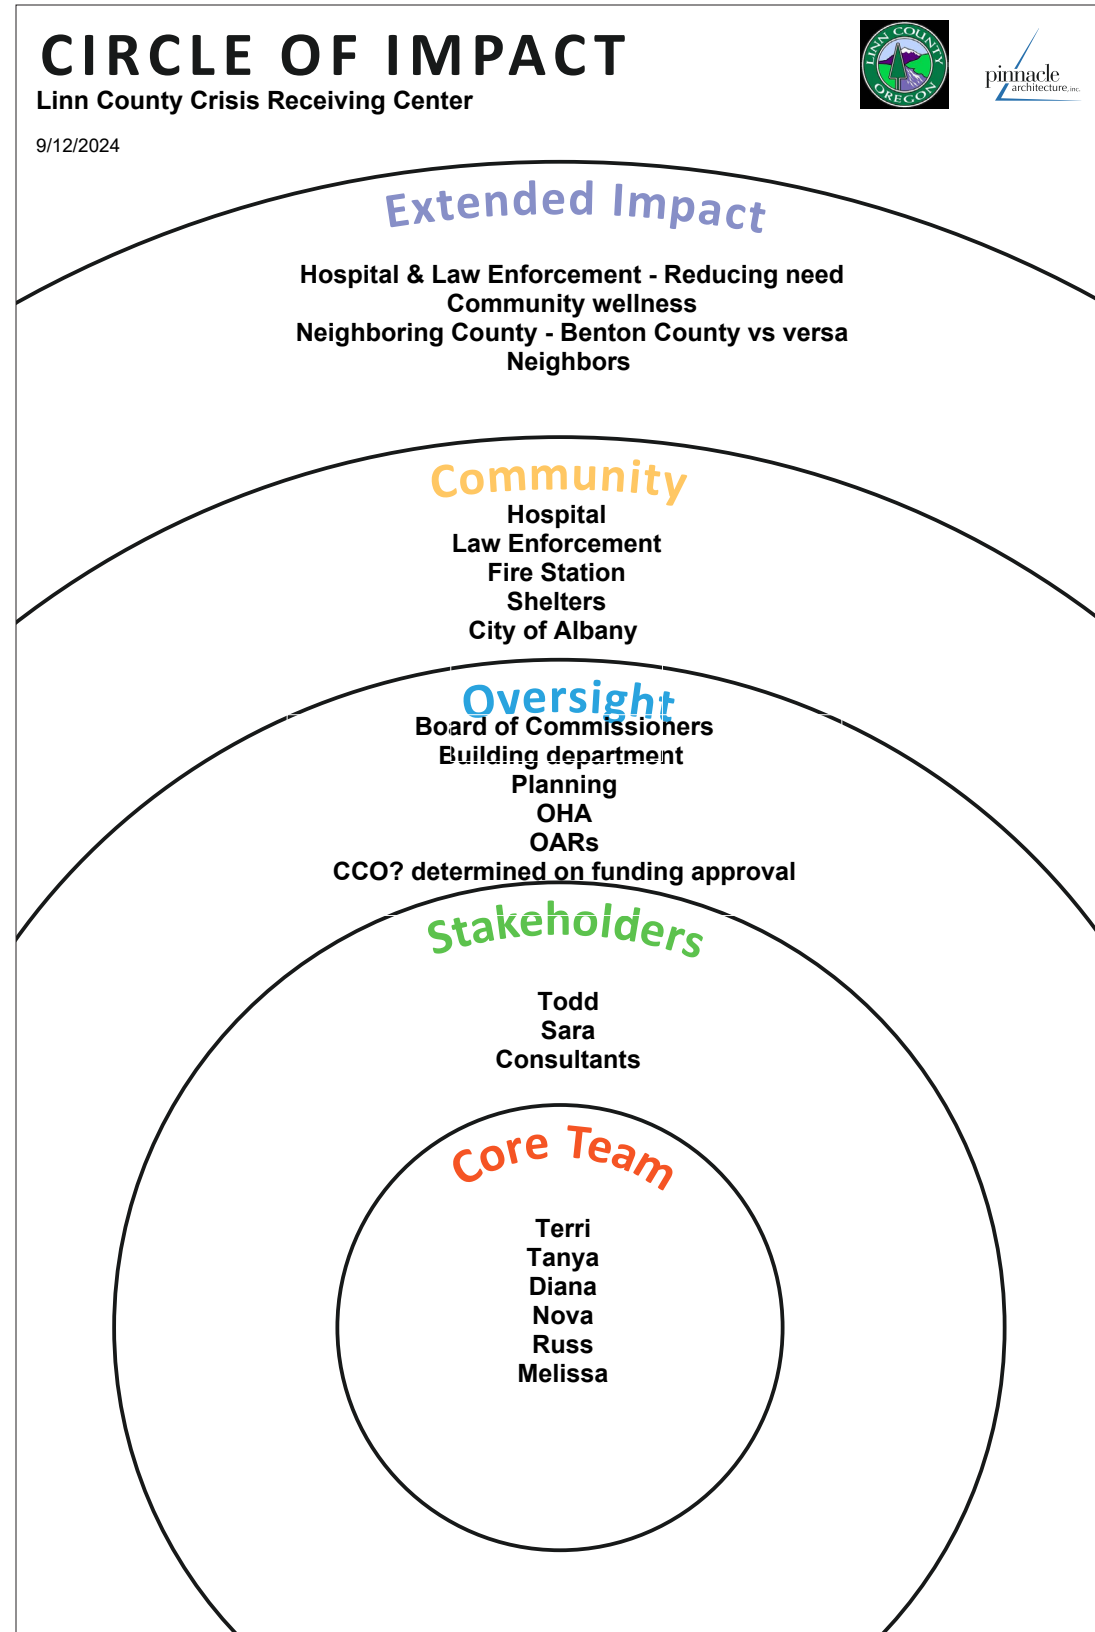 CIRCLE OF IMPACT
Linn County Crisis Receiving Center
9/12/2024
LINN COUNTY
OREGON
pinnacle
architecture, inc.
Extended Impact
Hospital & Law Enforcement - Reducing need
Community wellness
Neighboring County - Benton County vs versa
Neighbors
Community
Hospital
Law Enforcement
Fire Station
Shelters
City of Albany
Oversight
Board of Commissioners
Building department
Planning
OHA
OARs
CCO? determined on funding approval
Stakeholders
Todd
Sara
Consultants
Core Team
Terri
Tanya
Diana
Nova
Russ
Melissa